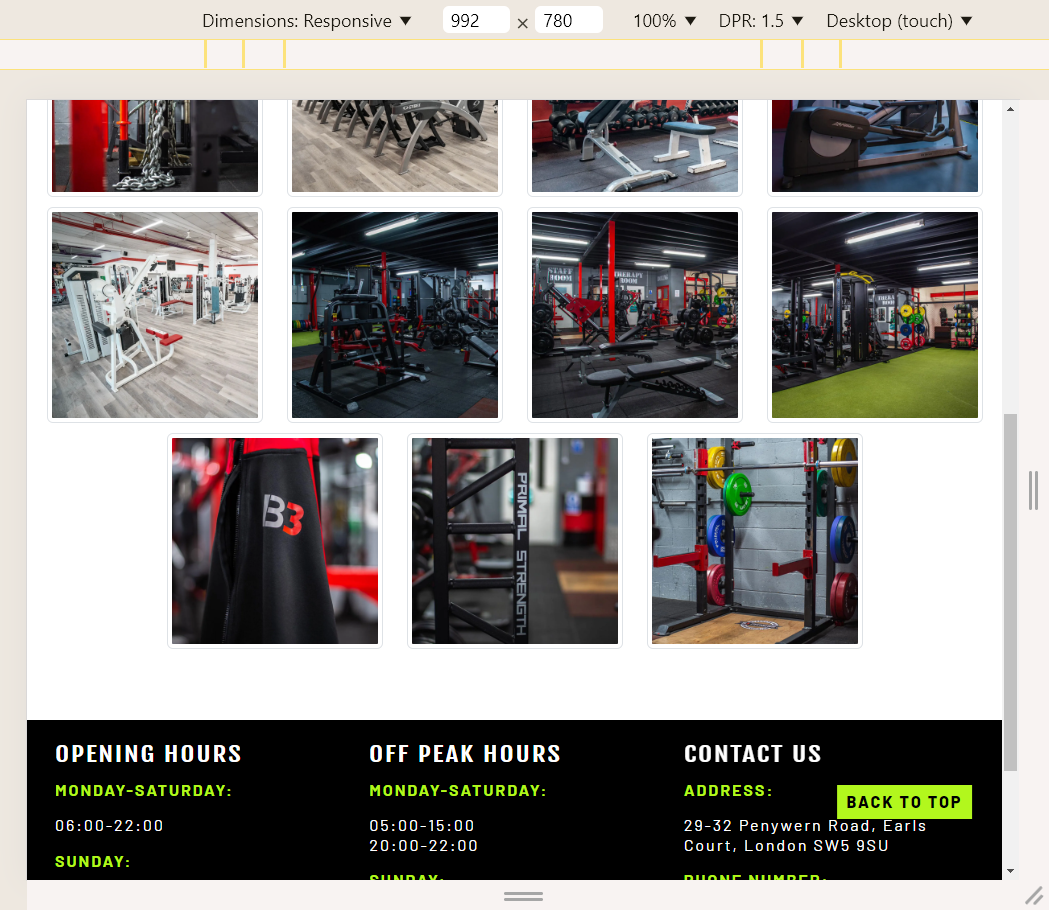 Dimensions: Responsive ▼ 992 × 780 100% ▼ DPR: 1.5 ▼ Desktop (touch) ▼
STAFF ROOM
THERAPY ROOM
B3
PRIMAL STRENGTH
OPENING HOURS
MONDAY-SATURDAY:
06:00-22:00
SUNDAY:
OFF PEAK HOURS
MONDAY-SATURDAY:
05:00-15:00
20:00-22:00
SUNDAY:
CONTACT US
ADDRESS:
BACK TO TOP
29-32 Penywern Road, Earls
Court, London SW5 9SU
PHONE NUMBER: